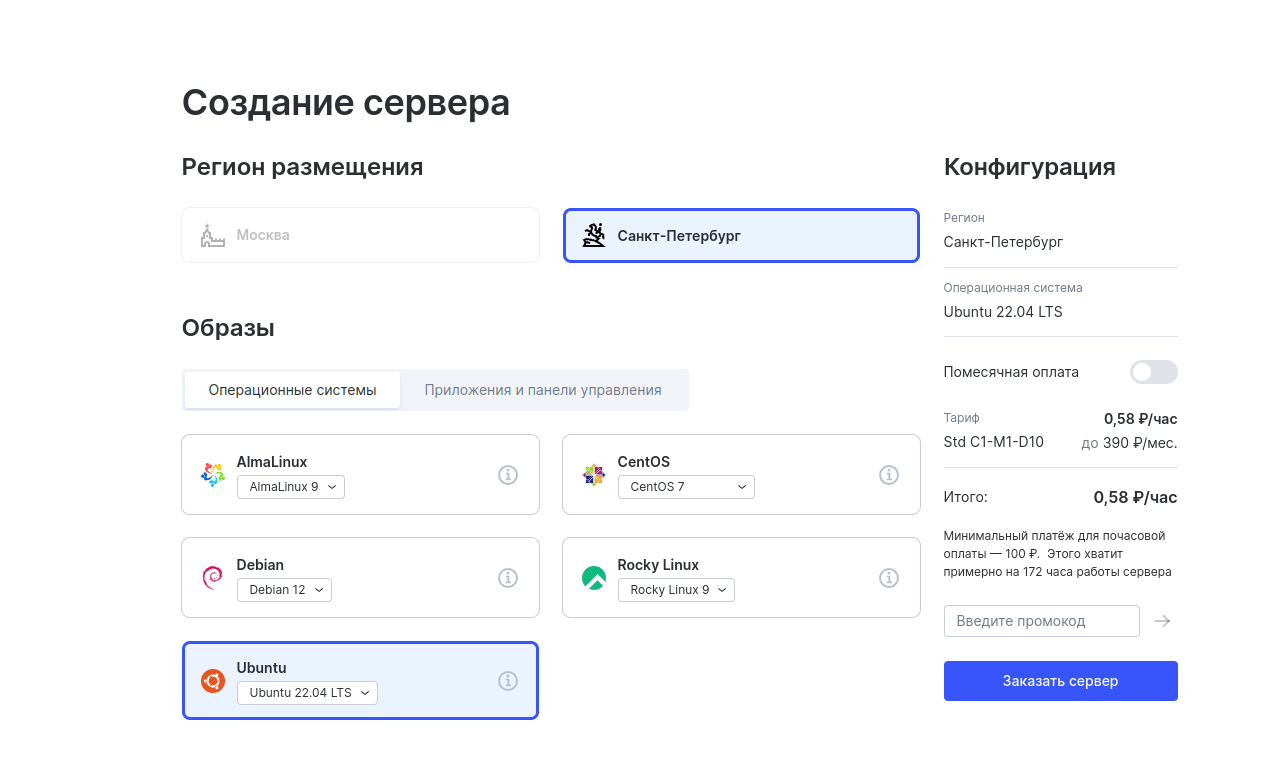 Создание сервера
Регион размещения
Москва
Санкт-Петербург
Образы
Операционные системы
Приложения и панели управления
AlmaLinux
AlmaLinux 9
CentOS
CentOS 7
Debian
Debian 12
Rocky Linux
Rocky Linux 9
Ubuntu
Ubuntu 22.04 LTS
Конфигурация
Регион
Санкт-Петербург
Операционная система
Ubuntu 22.04 LTS
Помесячная оплата
Тариф
0,58 ₽/час
Std C1-M1-D10
до 390 ₽/мес.
Итого:
0,58 ₽/час
Минимальный платёж для почасовой
оплаты — 100 ₽. Этого хватит
примерно на 172 часа работы сервера
Введите промокод
Заказать сервер